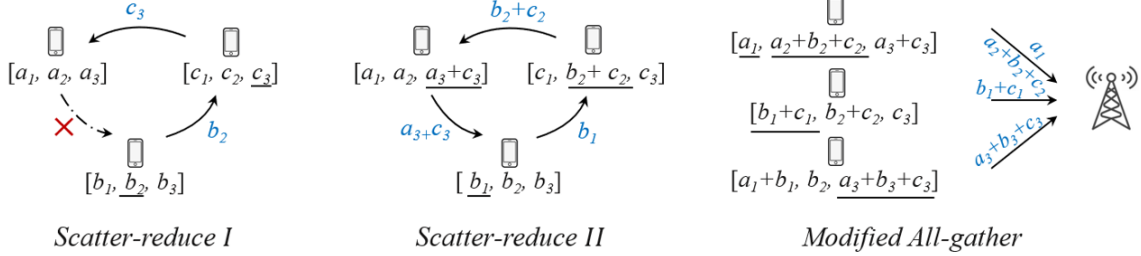 c3
[a1, a2, a3]
[c1, c2, c3]
b2
[b1, b2, b3]
Scatter-reduce I
b2+c2
[a1, a2, a3+c3]
[c1, b2+ c2, c3]
a3+c3
b1
[ b1, b2, b3]
Scatter-reduce II
[a1, a2+b2+c2, a3+c3]
[b1+c1, b2+c2, c3]
[a1+b1, b2, a3+b3+c3]
a1
a2+b2+c2
b1+c1
a3+b3+c3
Modified All-gather